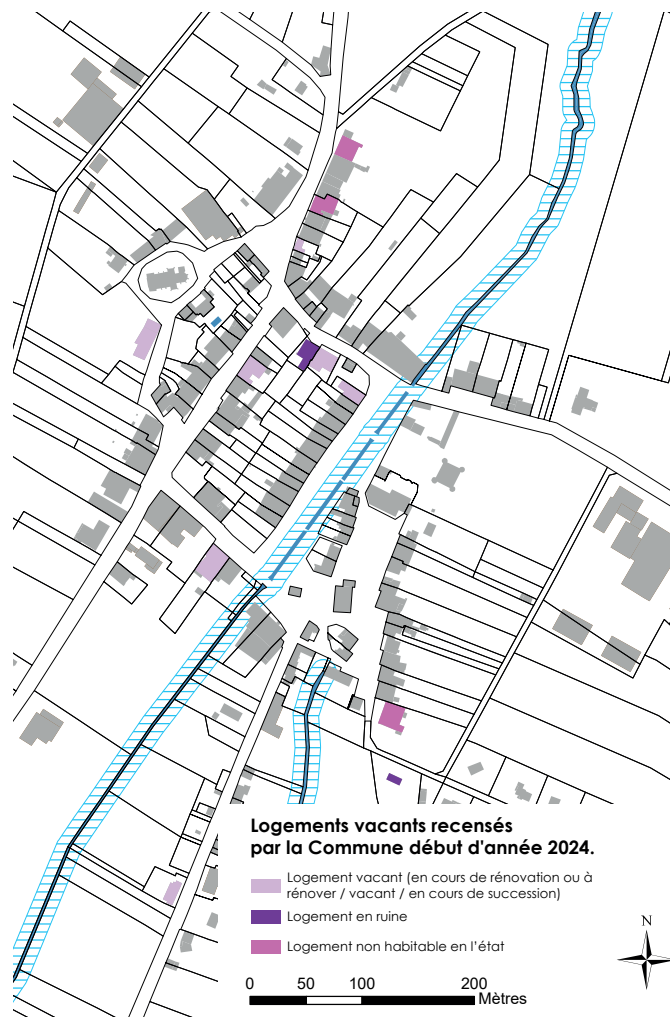 Logements vacants recensés
par la Commune début d'année 2024.
Logement vacant (en cours de rénovation ou à
rénover / vacant / en cours de succession)
Logement en ruine
Logement non habitable en l'état
N
0 50 100 200
Mètres